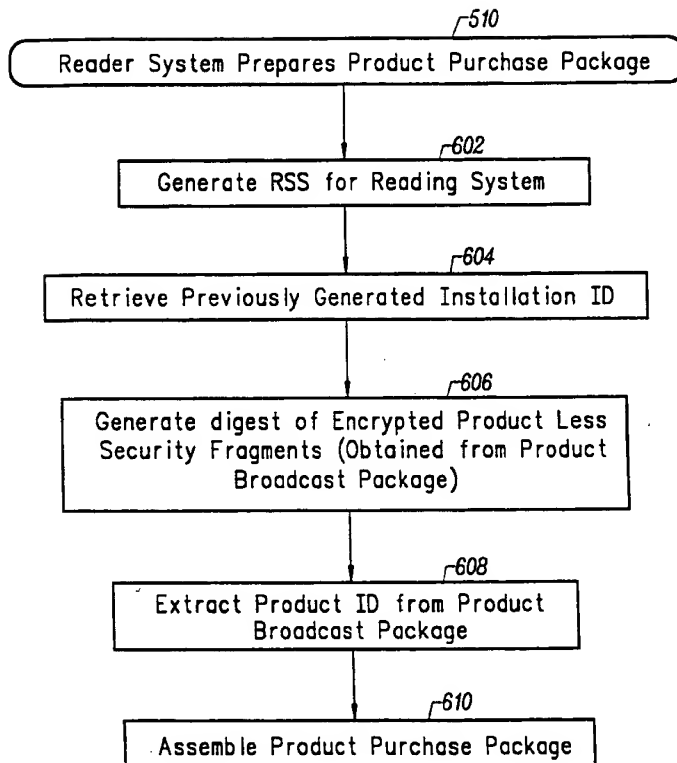 510
Reader System Prepares Product Purchase Package
602
Generate RSS for Reading System
604
Retrieve Previously Generated Installation ID
606
Generate digest of Encrypted Product Less
Security Fragments (Obtained from Product
Broadcast Package)
608
Extract Product ID from Product
Broadcast Package
610
Assemble Product Purchase Package